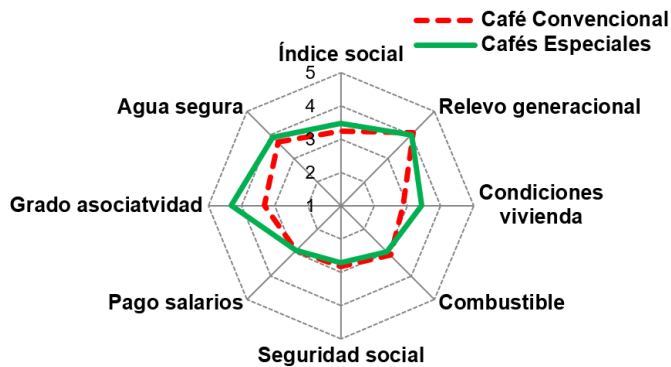 Café Convencional
Cafés Especiales
Índice social
5
4
3
2
1
Agua segura
Relevo generacional
Grado asociatvidad
Condiciones
vivienda
Pago salarios
Combustible
Seguridad social